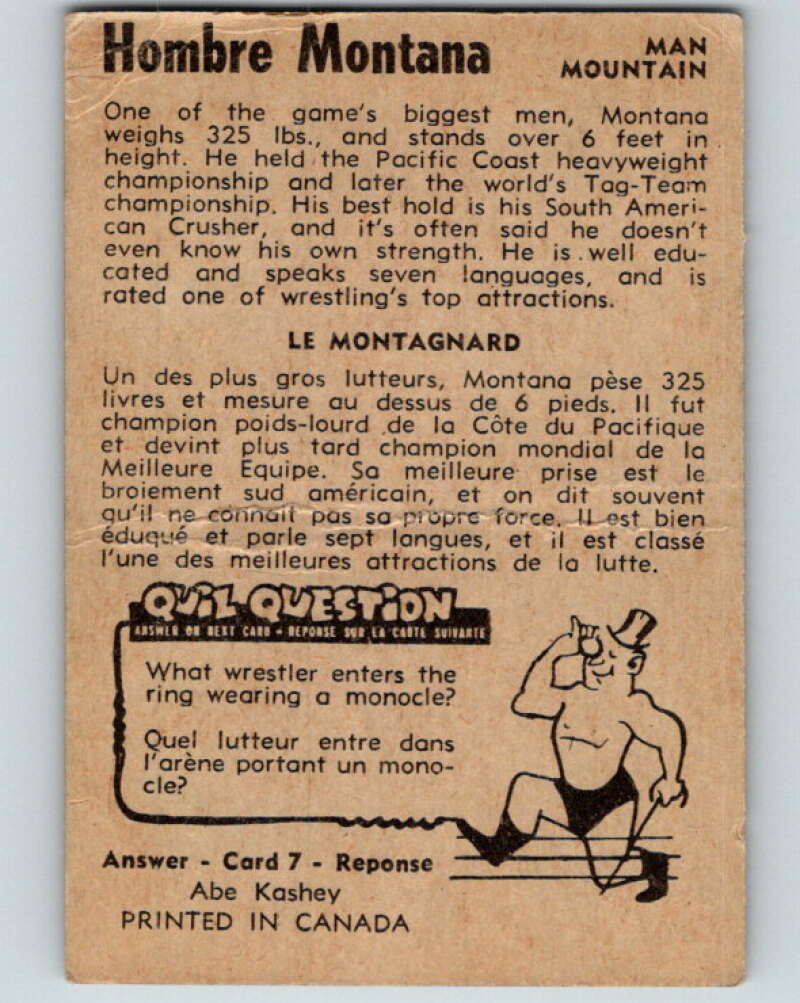 Hombre Montana
MAN
MOUNTAIN
One of the game's biggest men, Montana
weighs 325 lbs., and stands over 6 feet in
height. He held the Pacific Coast heavyweight
championship and later the world's Tag-Team
championship. His best hold is his South Ameri-
can Crusher, and it's often said he doesn't
even know his own strength. He is well edu-
cated and speaks seven languages, and is
rated one of wrestling's top attractions.
LE MONTAGNARD
Un des plus gros lutteurs, Montana pèse 325
livres et mesure au dessus de 6 pieds. Il fut
champion poids-lourd de la Côte du Pacifique
et devint plus tard champion mondial de la
Meilleure Equipe. Sa meilleure prise est le
broiement sud américain, et on dit souvent
qu'il ne connait pas sa propre force. Il est bien
éduqué et parle sept langues, et il est classé
l'une des meilleures attractions de la lutte.
QUIZ QUESTION
ANSWER ON NEXT CARD - REPONSE SUR LA CARTE SUIVANTE
What wrestler enters the
ring wearing a monocle?
Quel lutteur entre dans
l'arène portant un mono-
cle?
Answer - Card 7 - Reponse
Abe Kashey
PRINTED IN CANADA